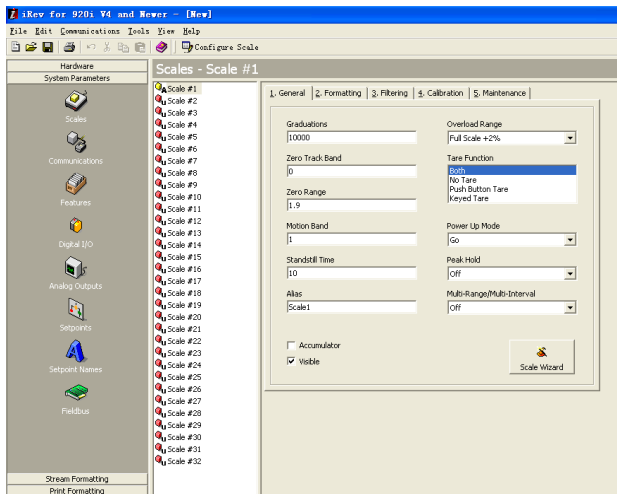 iRev for 920i V4 and Newer - [New]
File Edit Communications Tools View Help
Configure Scale
Hardware
System Parameters
Scales
Communications
Features
Digital I/O
Analog Outputs
Setpoints
Setpoint Names
Fieldbus
Stream Formatting
Print Formatting
Scales - Scale #1
A Scale #1
u Scale #2
u Scale #3
u Scale #4
u Scale #5
u Scale #6
u Scale #7
u Scale #8
u Scale #9
u Scale #10
u Scale #11
u Scale #12
u Scale #13
u Scale #14
u Scale #15
u Scale #16
u Scale #17
u Scale #18
u Scale #19
u Scale #20
u Scale #21
u Scale #22
u Scale #23
u Scale #24
u Scale #25
u Scale #26
u Scale #27
u Scale #28
u Scale #29
u Scale #30
u Scale #31
u Scale #32
1. General 2. Formatting 3. Filtering 4. Calibration 5. Maintenance
Graduations
10000
Zero Track Band
0
Zero Range
1.9
Motion Band
1
Standstill Time
10
Alias
Scale1
Accumulator
Visible
Overload Range
Full Scale +2%
Tare Function
Both
No Tare
Push Button Tare
Keyed Tare
Power Up Mode
Go
Peak Hold
Off
Multi-Range/Multi-Interval
Off
Scale Wizard